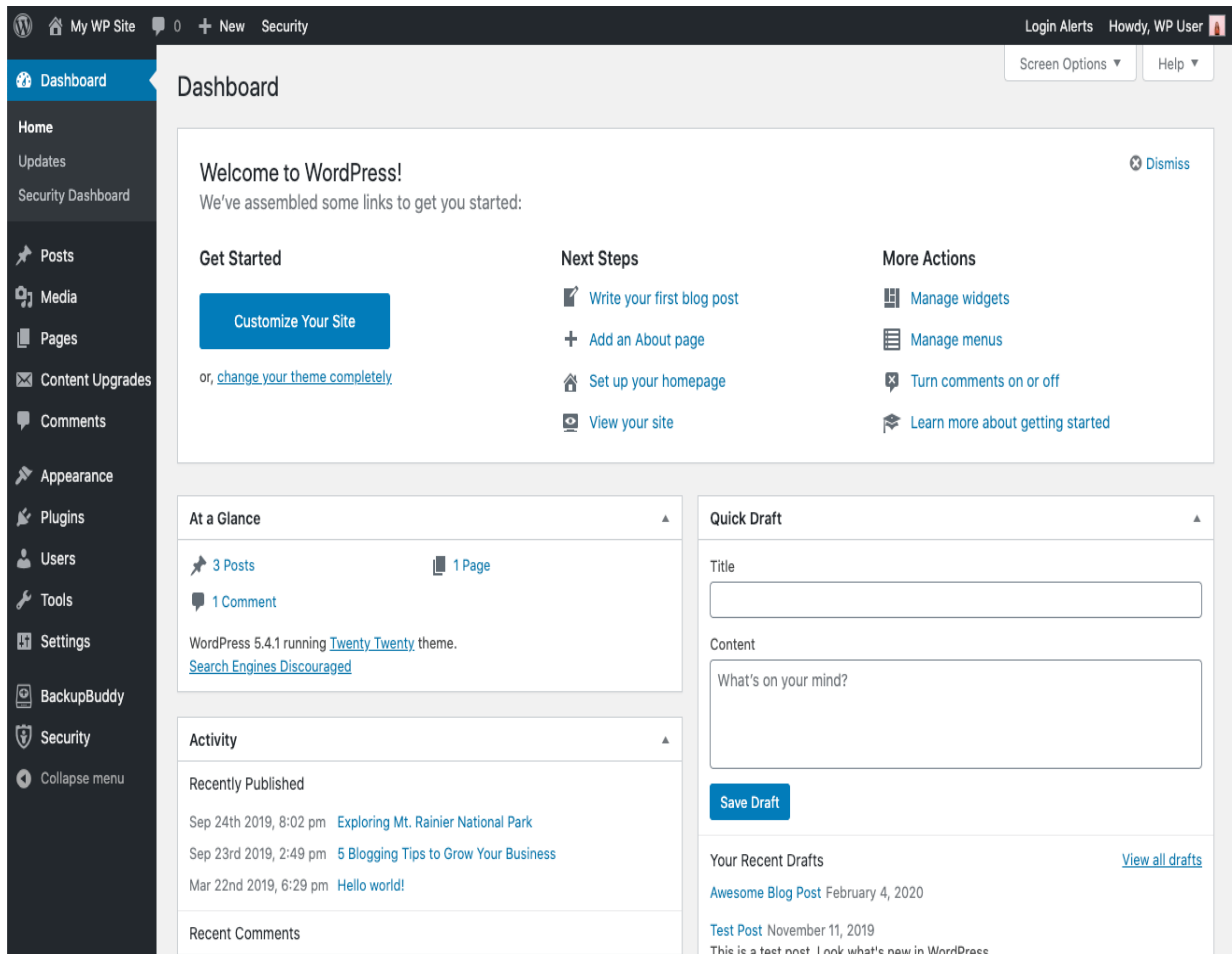 My WP Site 0 New Security Login Alerts Howdy, WP User
Screen Options ▼ Help ▼
Dashboard
Home
Updates
Security Dashboard
Posts
Media
Pages
Content Upgrades
Comments
Appearance
Plugins
Users
Tools
Settings
BackupBuddy
Security
Collapse menu
Dashboard
Welcome to WordPress!
We've assembled some links to get you started:
Dismiss
Get Started
Customize Your Site
or, change your theme completely
Next Steps
Write your first blog post
Add an About page
Set up your homepage
View your site
More Actions
Manage widgets
Manage menus
Turn comments on or off
Learn more about getting started
At a Glance
3 Posts 1 Page
1 Comment
WordPress 5.4.1 running Twenty Twenty theme.
Search Engines Discouraged
Activity
Recently Published
Sep 24th 2019, 8:02 pm Exploring Mt. Rainier National Park
Sep 23rd 2019, 2:49 pm 5 Blogging Tips to Grow Your Business
Mar 22nd 2019, 6:29 pm Hello world!
Recent Comments
Quick Draft
Title
Content
What's on your mind?
Save Draft
Your Recent Drafts View all drafts
Awesome Blog Post February 4, 2020
Test Post November 11, 2019
This is a test post. Look what's new in WordPress